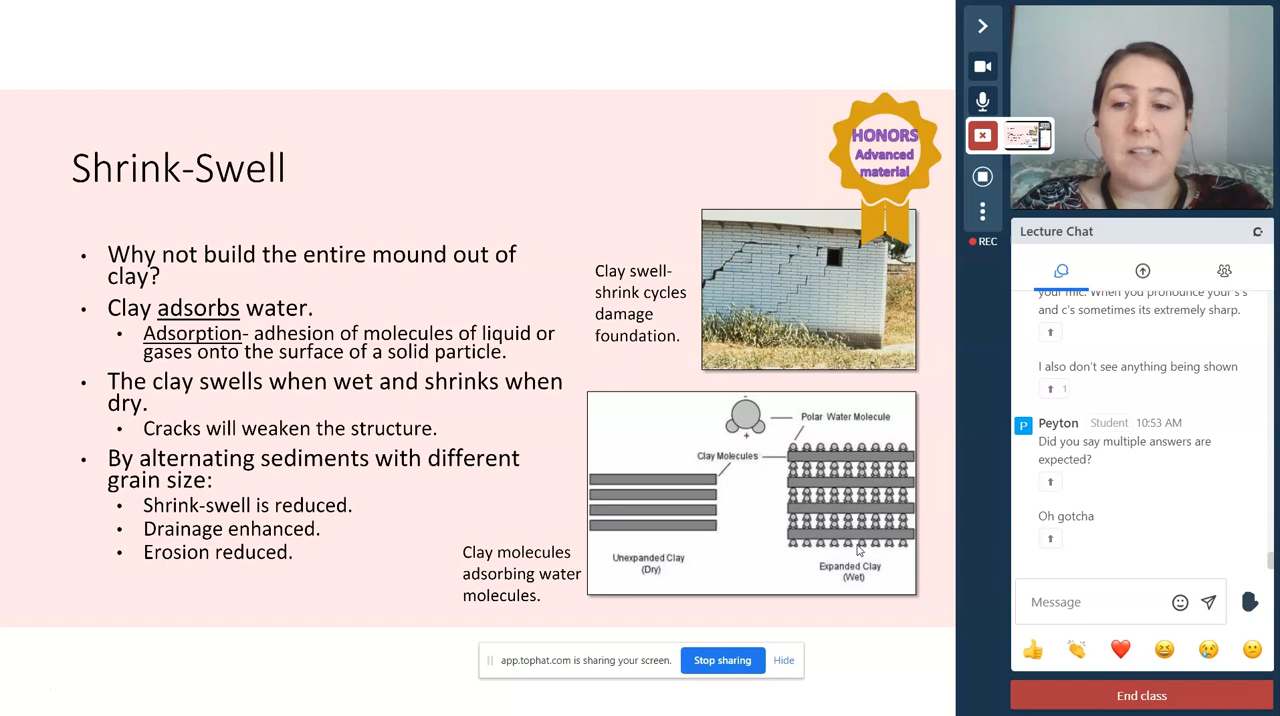 HONORS
Advanced
material
Shrink-Swell
• Why not build the entire mound out of
clay?
• Clay adsorbs water.
• Adsorption- adhesion of molecules of liquid or
gases onto the surface of a solid particle.
• The clay swells when wet and shrinks when
dry.
• Cracks will weaken the structure.
• By alternating sediments with different
grain size:
• Shrink-swell is reduced.
• Drainage enhanced.
• Erosion reduced.
Clay swell-
shrink cycles
damage
foundation.
Polar Water Molecule
Clay Molecules
Unexpanded Clay
(Dry)
Expanded Clay
(Wet)
Clay molecules
adsorbing water
molecules.
app.tophat.com is sharing your screen.
Stop sharing
Hide
REC
Lecture Chat
your mic. When you pronounce your s's
and c's sometimes its extremely sharp.
I also don't see anything being shown
1
P Peyton Student 10:53 AM
Did you say multiple answers are
expected?
Oh gotcha
Message
End class